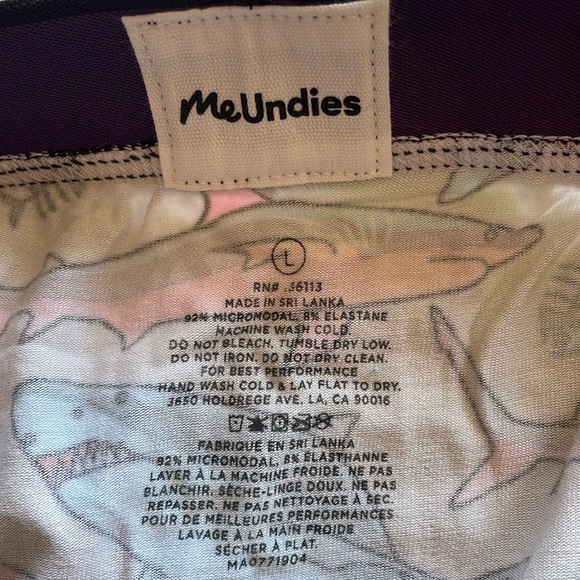 MeUndies
L
RN# 36113
MADE IN SRI LANKA
92% MICROMODAL, 8% ELASTANE
MACHINE WASH COLD.
DO NOT BLEACH, TUMBLE DRY LOW.
DO NOT IRON. DO NOT DRY CLEAN.
FOR BEST PERFORMANCE
HAND WASH COLD & LAY FLAT TO DRY.
3650 HOLDREGE AVE, LA, CA 90016
FABRIQUÉ EN SRI LANKA
92% MICROMODAL, 8% ÉLASTHANNE
LAVER À LA MACHINE FROIDE. NE PAS
BLANCHIR. SÈCHE-LINGE DOUX. NE PAS
REPASSER. NE PAS NETTOYAGE À SEC.
POUR DE MEILLEURES PERFORMANCES
LAVAGE À LA MAIN FROIDE
SÉCHER À PLAT.
MA0771904